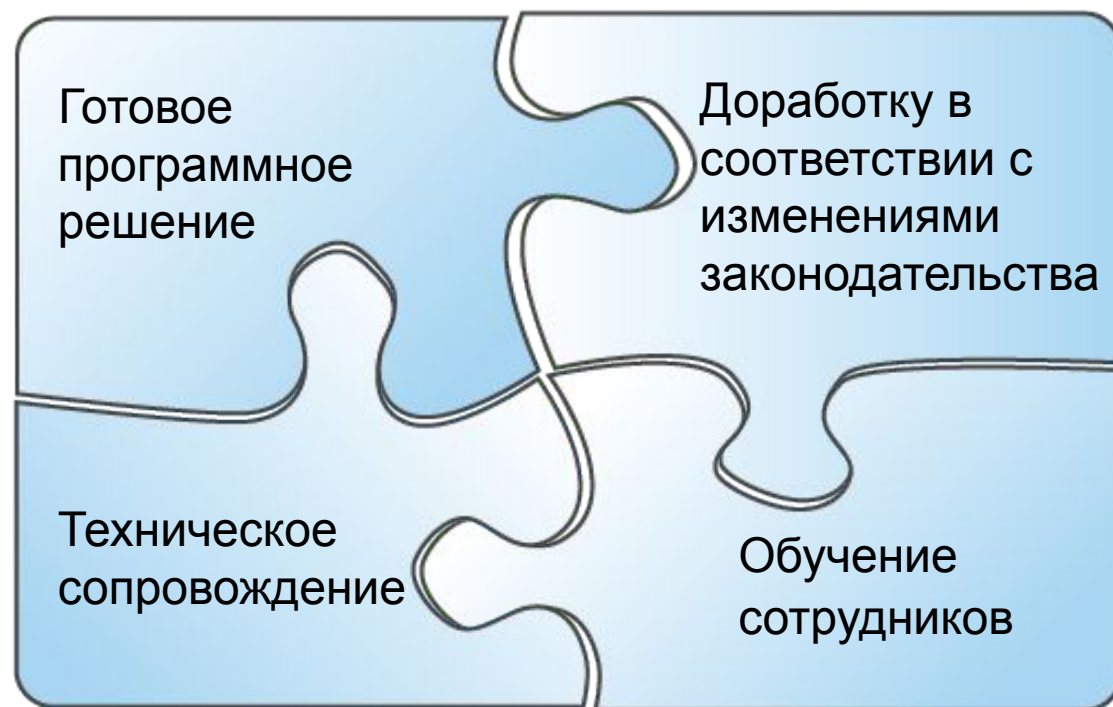 Готовое
программное
решение
Доработку в
соответствии с
изменениями
законодательства
Техническое
сопровождение
Обучение
сотрудников